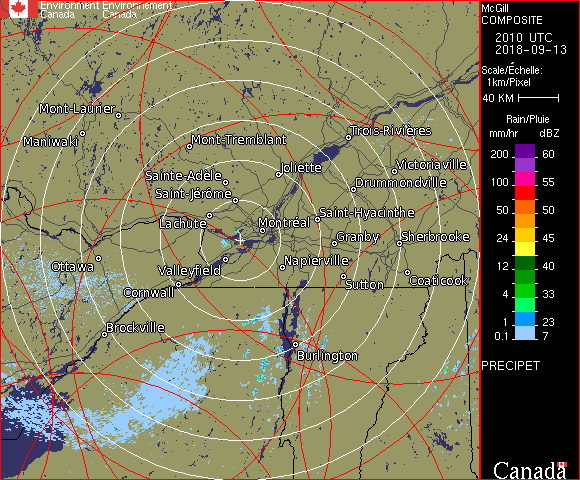 Environment Environnement
Canada Canada
McGill
COMPOSITE
2010 UTC
2018-09-13
Scale/Échelle:
1km/Pixel
40 KM
Rain/Pluie
mm/hr dBZ
200 60
100 55
50 50
24 45
12 40
4 33
1 23
0.1 7
PRECIPET
Canada
Mont-Laurier
Maniwaki
Mont-Tremblant
Trois-Rivières
Sainte-Adèle
Joliette
Victoriaville
Saint-Jérôme
Drummondville
Lachute
Montréal
Saint-Hyacinthe
Granby
Sherbrooke
Ottawa
Valleyfield
Napierville
Cornwall
Sutton
Coaticook
Brockville
Burlington